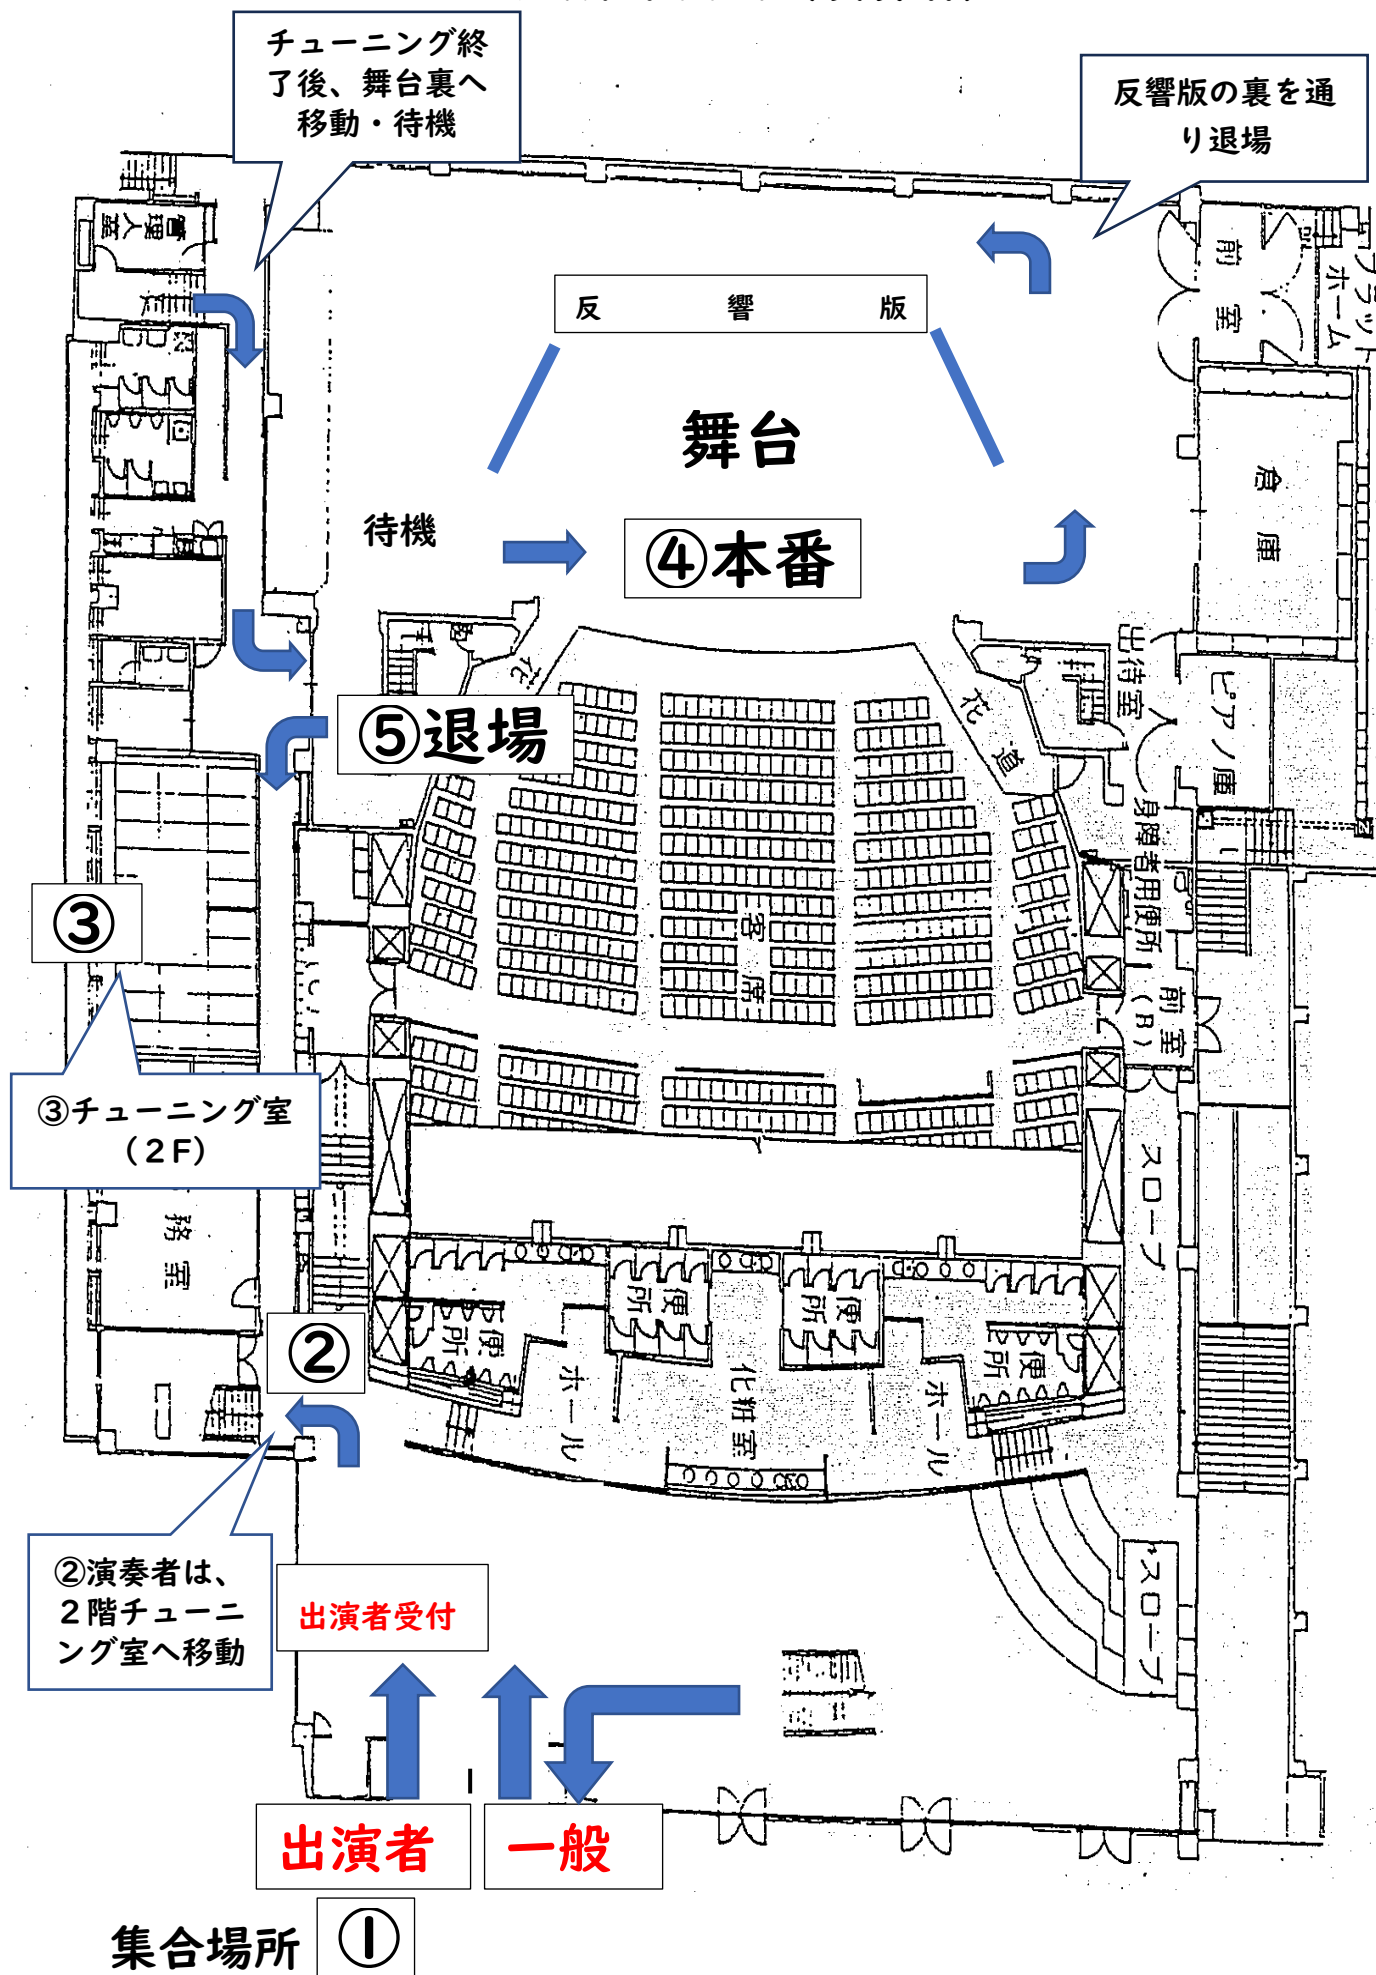 チューニング終
了後、舞台裏へ
移動・待機
反響版の裏を通
り退場
管理
人室
前室
プラット
ホーム
反響版
舞台
倉庫
待機
④本番
花
花道
出待室
ピアノ庫
⑤退場
身障者用便所
客席
③
前室
(R)
③チューニング室
(2F)
務室
スロープ
②
便所
便所
便所
便所
ホール
化粧室
ホール
②演奏者は、
2階チューニ
ング室へ移動
出演者受付
スロープ
出演者
一般
集合場所
①